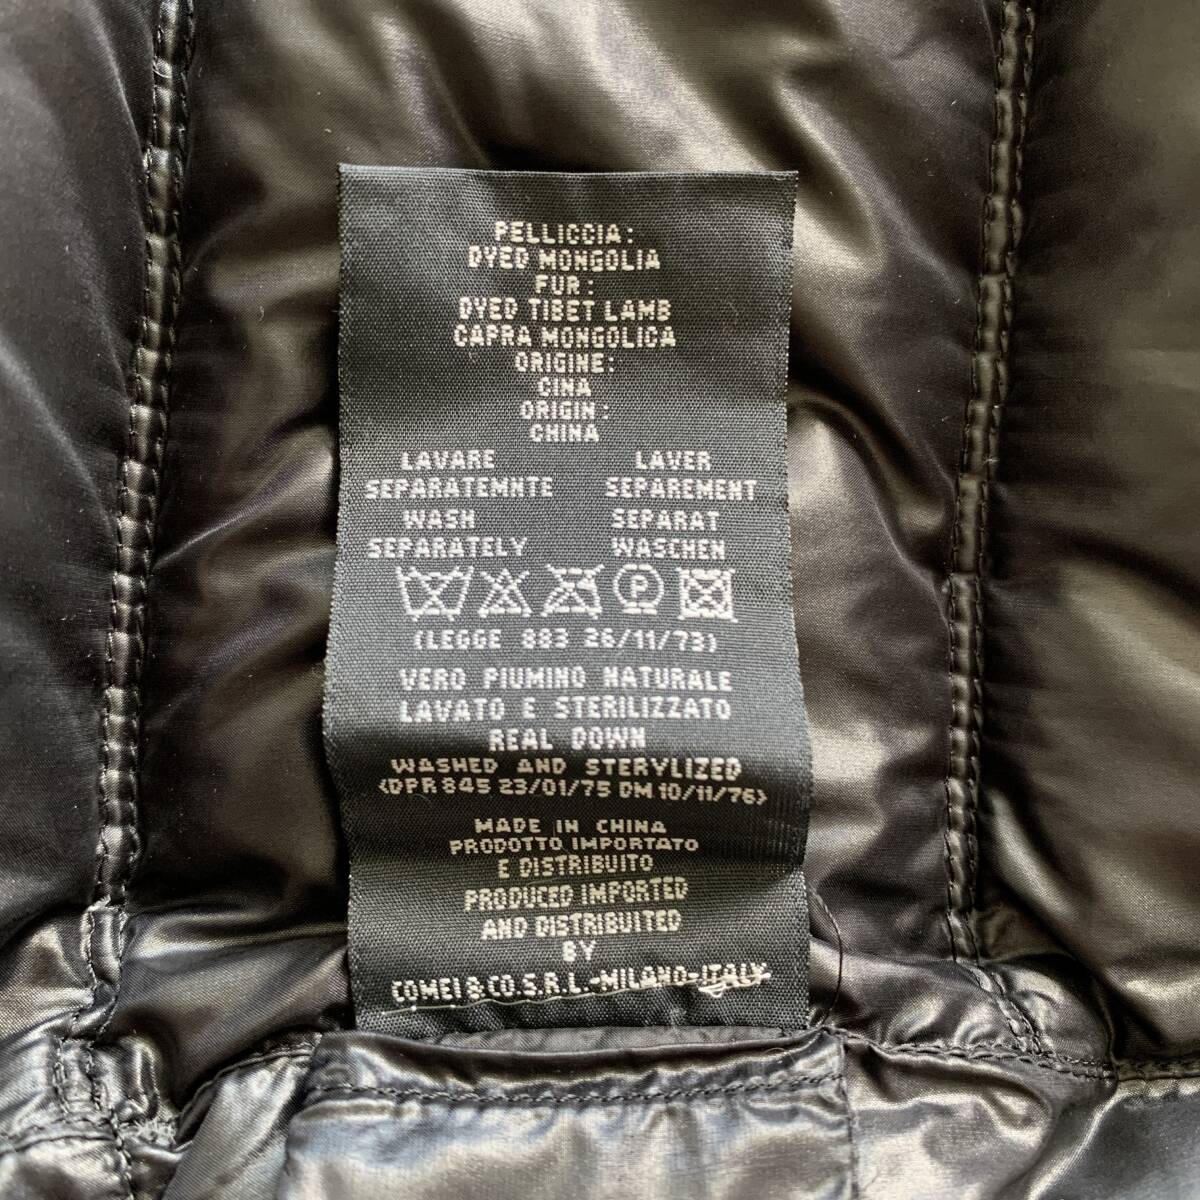 PELLICCIA:
DYED MONGOLIA
FUR:
DYED TIBET LAMB
CAPRA MONGOLICA
ORIGINE:
CINA
ORIGIN:
CHINA
LAVARE
SEPARATEMNTE
LAVER
SEPAREMENT
WASH
SEPARATELY
SEPARAT
WASCHEN
P
(LEGGE 883 26/11/73)
VERO PIUMINO NATURALE
LAVATO E STERILIZZATO
REAL DOWN
WASHED AND STERYLIZED
<DPR 845 23/01/75 DM 10/11/76>
MADE IN CHINA
PRODOTTO IMPORTATO
E DISTRIBUITO
PRODUCED IMPORTED
AND DISTRIBUITED
BY
COMEI & CO. S.R.L.-MILANO-ITALY